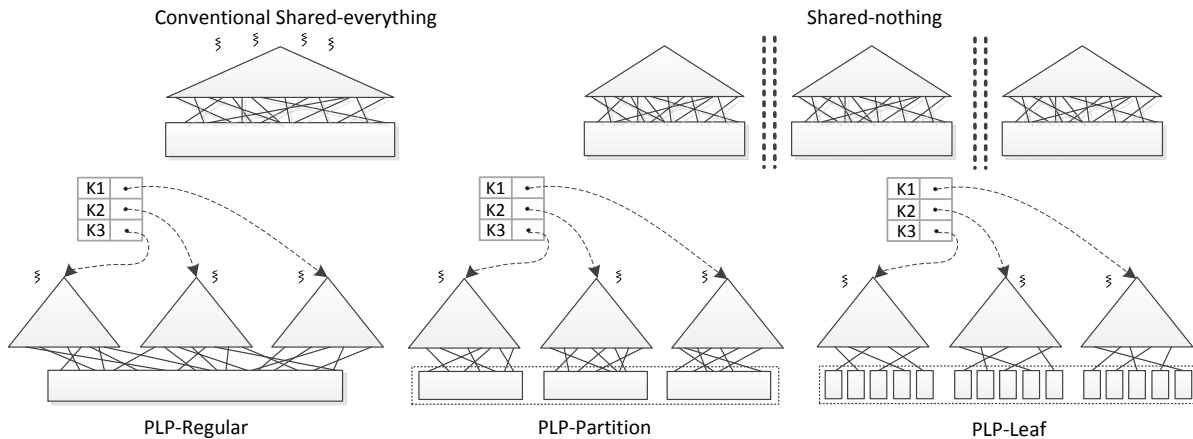 Conventional Shared-everything
Shared-nothing
K1
K2
K3
K1
K2
K3
K1
K2
K3
PLP-Regular
PLP-Partition
PLP-Leaf